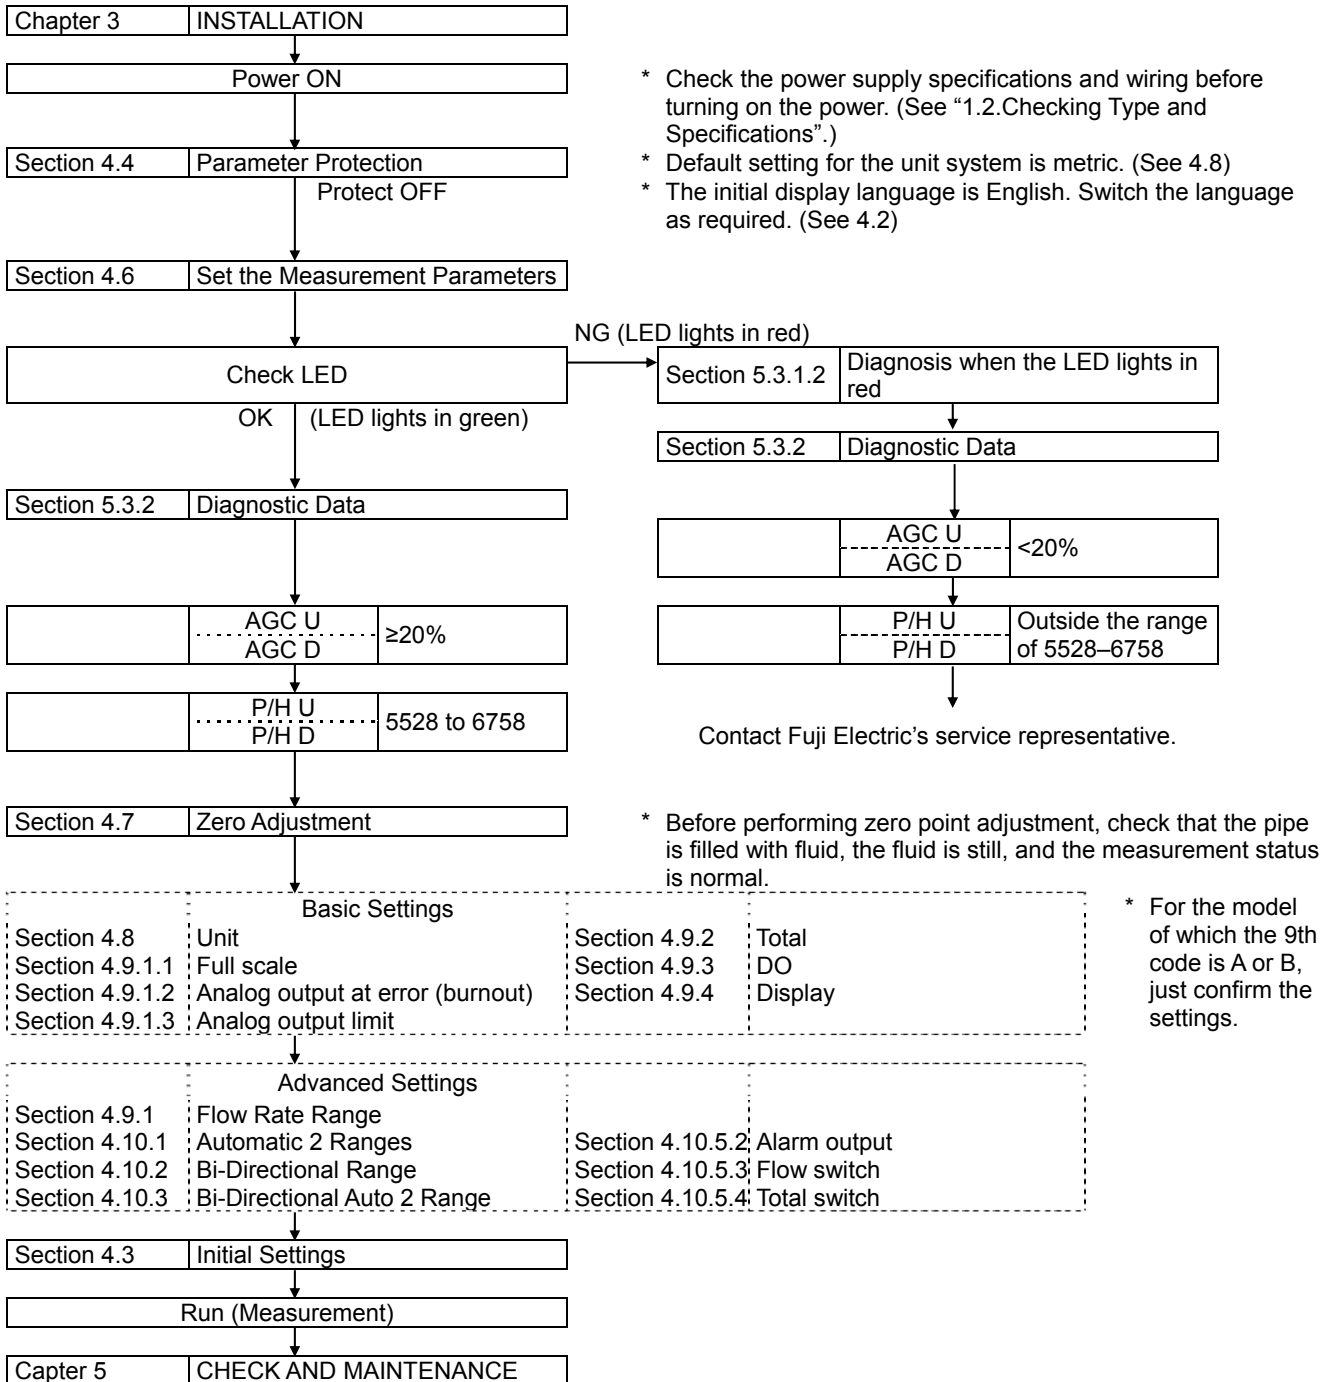 Chapter 3 INSTALLATION
Power ON
* Check the power supply specifications and wiring before
turning on the power. (See “1.2.Checking Type and
Specifications”.)
Section 4.4 Parameter Protection
* Default setting for the unit system is metric. (See 4.8)
Protect OFF
* The initial display language is English. Switch the language
as required. (See 4.2)
Section 4.6 Set the Measurement Parameters
NG (LED lights in red)
Check LED
Section 5.3.1.2 Diagnosis when the LED lights in
red
OK (LED lights in green)
Section 5.3.2 Diagnostic Data
Section 5.3.2 Diagnostic Data
AGC U
AGC D
<20%
AGC U
AGC D
≥20%
P/H U
P/H D
Outside the range
of 5528–6758
P/H U
P/H D
5528 to 6758
Contact Fuji Electric’s service representative.
Section 4.7 Zero Adjustment
* Before performing zero point adjustment, check that the pipe
is filled with fluid, the fluid is still, and the measurement status
is normal.
Basic Settings
Section 4.8 Unit Section 4.9.2 Total
Section 4.9.1.1 Full scale Section 4.9.3 DO
Section 4.9.1.2 Analog output at error (burnout) Section 4.9.4 Display
Section 4.9.1.3 Analog output limit
* For the model
of which the 9th
code is A or B,
just confirm the
settings.
Advanced Settings
Section 4.9.1 Flow Rate Range
Section 4.10.1 Automatic 2 Ranges Section 4.10.5.2 Alarm output
Section 4.10.2 Bi-Directional Range Section 4.10.5.3 Flow switch
Section 4.10.3 Bi-Directional Auto 2 Range Section 4.10.5.4 Total switch
Section 4.3 Initial Settings
Run (Measurement)
Capter 5 CHECK AND MAINTENANCE